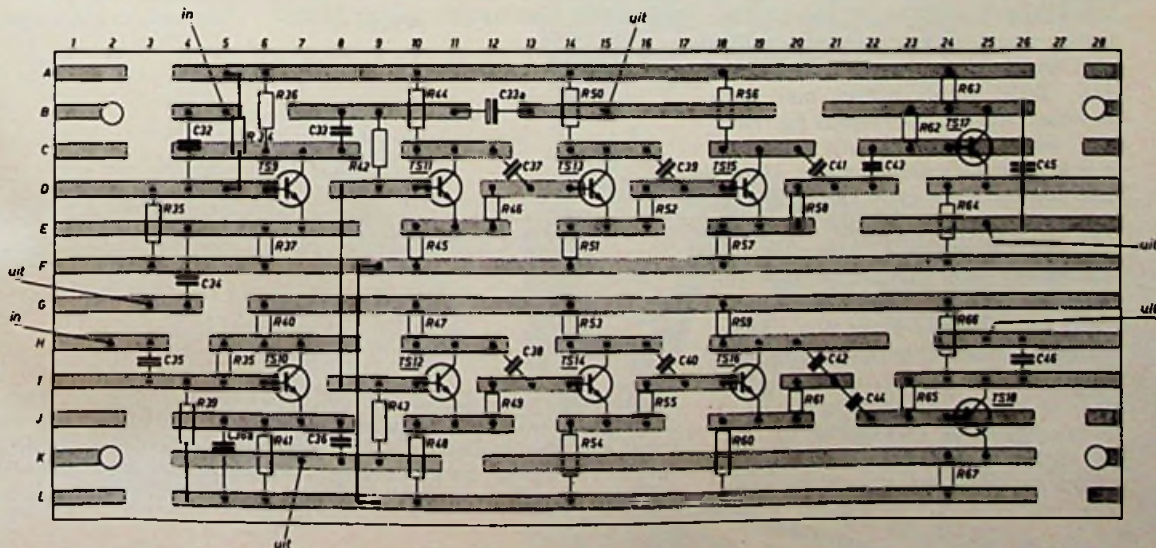 in
uit
1 2 3 4 5 6 7 8 9 10 11 12 13 14 15 16 17 18 19 20 21 22 23 24 25 26 27 28
A
R36 R44 R50 R56 R63
B
C33a
C32 C33 R62 TS17
C
TS9 R42 TS11 C37 TS13 C39 TS15 C41 C43 C45
D
R35 R46 R52 R58 R64
E
R37 R45 R51 R57
uit
F
uit
C34
G
in
R40 R47 R53 R59 R66
uit
H
C35 R35 TS10 TS12 C38 TS14 C40 TS16 C42 C46
I
R39 R43 R49 R55 R61 C44 R65 TS18
J
R41 C36 R48 R54 R60
K
R67
L
uit